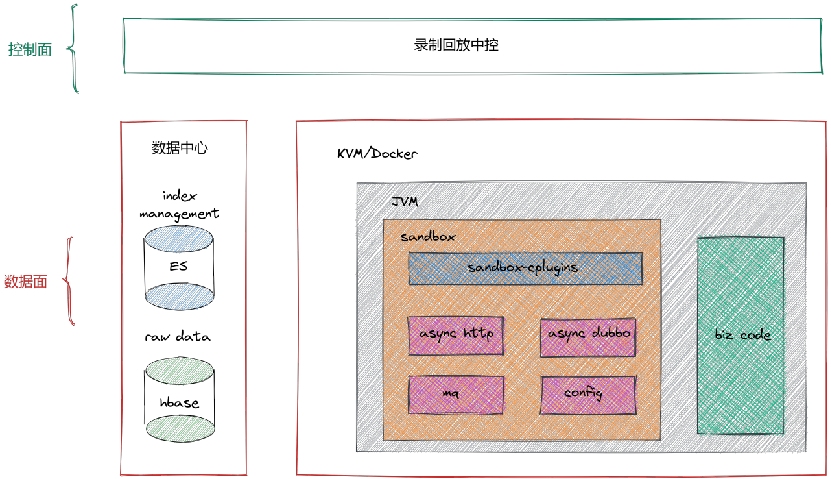 控制面
录制回放中控
数据面
数据中心
index
management
ES
raw data
hbase
KVM/Docker
JVM
sandbox
sandbox-cplugins
async http
async dubbo
mq
config
biz code